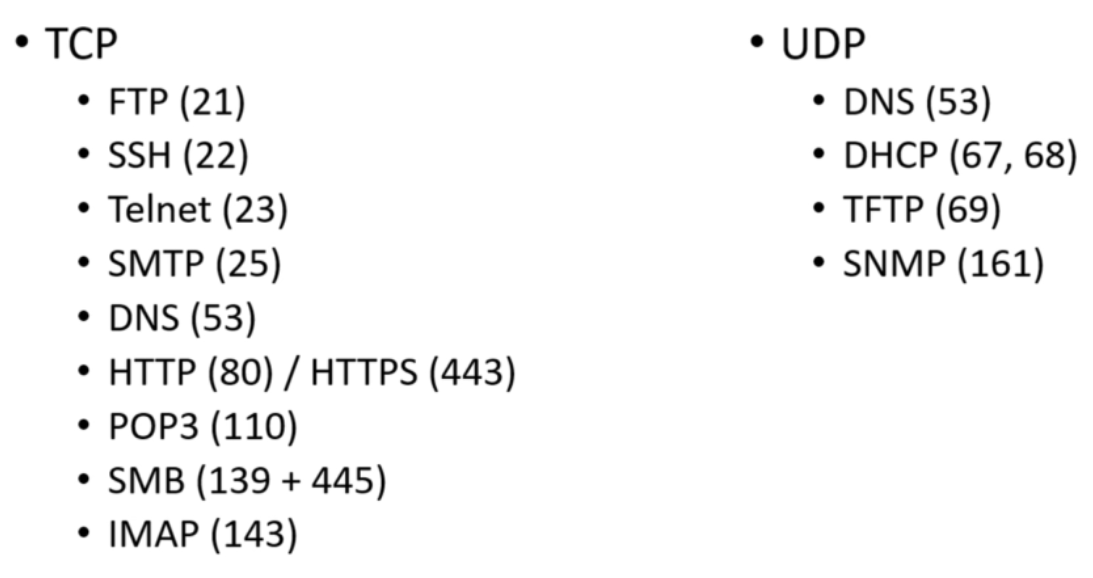 • TCP
• FTP (21)
• SSH (22)
• Telnet (23)
• SMTP (25)
• DNS (53)
• HTTP (80) / HTTPS (443)
• POP3 (110)
• SMB (139 + 445)
• IMAP (143)
• UDP
• DNS (53)
• DHCP (67, 68)
• TFTP (69)
• SNMP (161)